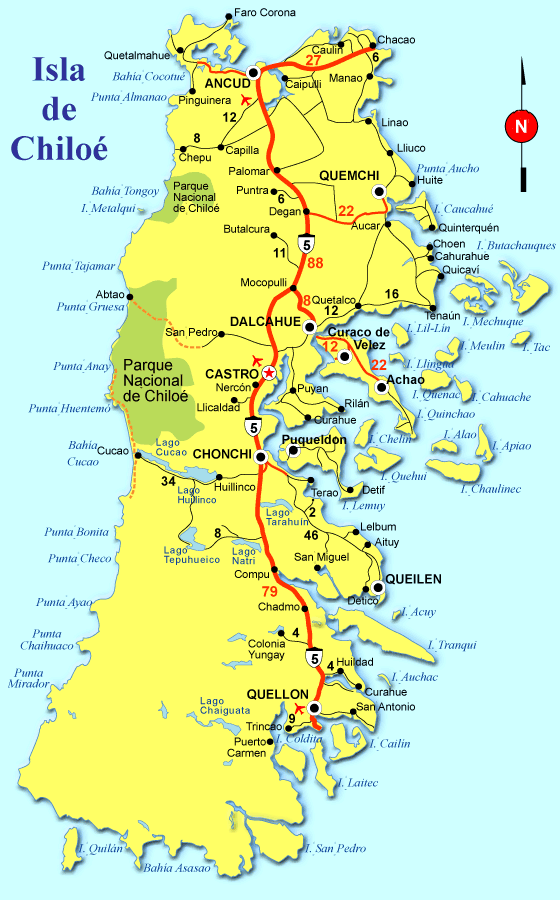 Isla
de
Chiloé
Faro Corona
Quetalmahue
Caulin
Chacao
27
6
Bahía Cocotué
ANCUD
Caipulli
Manao
Punta Almanao
Pinguinera
12
Linao
N
8
Chepu
Capilla
Lliuco
Palomar
Punta Aucho
QUEMCHI
Huite
Bahía Tongoy
Parque
Nacional
de Chiloé
Puntra
6
I. Metalqui
Degan
22
I. Caucahué
Aucar
Quinterquén
Butalcura
5
Choen
I. Butachauques
11
88
Cahurahue
Punta Tajamar
Quicaví
Mocopulli
Abtao
8
Quetalco
16
Punta Gruesa
12
Tenaún
I. Mechuque
DALCAHUE
I. Lil-Lín
San Pedro
Curaco de
Velez
12
I. Meulin
I. Tac
Punta Anay
Parque
Nacional
de Chiloé
22
I. Llingua
CASTRO
Achao
Nercón
Puyan
I. Quenac
I. Cahuache
Punta Huentemó
Llicaldad
Rilán
I. Quinchao
Curahue
5
Bahía
Cucao
Lago
Cucao
Puqueldon
I. Chelin
I. Alao
I. Apiao
Cucao
CHONCHI
34
Huillinco
I. Quehui
Lago
Huillinco
Terao
Detif
I. Chaulinec
I. Lemuy
Lago
Tarahuín
2
Punta Bonita
8
46
Lelbum
Aituy
Lago
Tepuhueico
Lago
Natri
San Miguel
Punta Checo
Compu
QUEILEN
79
Detico
Punta Ayao
Chadmo
I. Acuy
4
Punta
Chaihuaco
Colonia
Yungay
I. Tranqui
5
4
Huildad
Punta
Mirador
I. Auchac
QUELLON
Curahue
Lago
Chaiguata
San Antonio
9
Trincao
I. Coldita
I. Cailin
Puerto
Carmen
I. Laitec
I. Quilán
I. San Pedro
Bahía Asasao